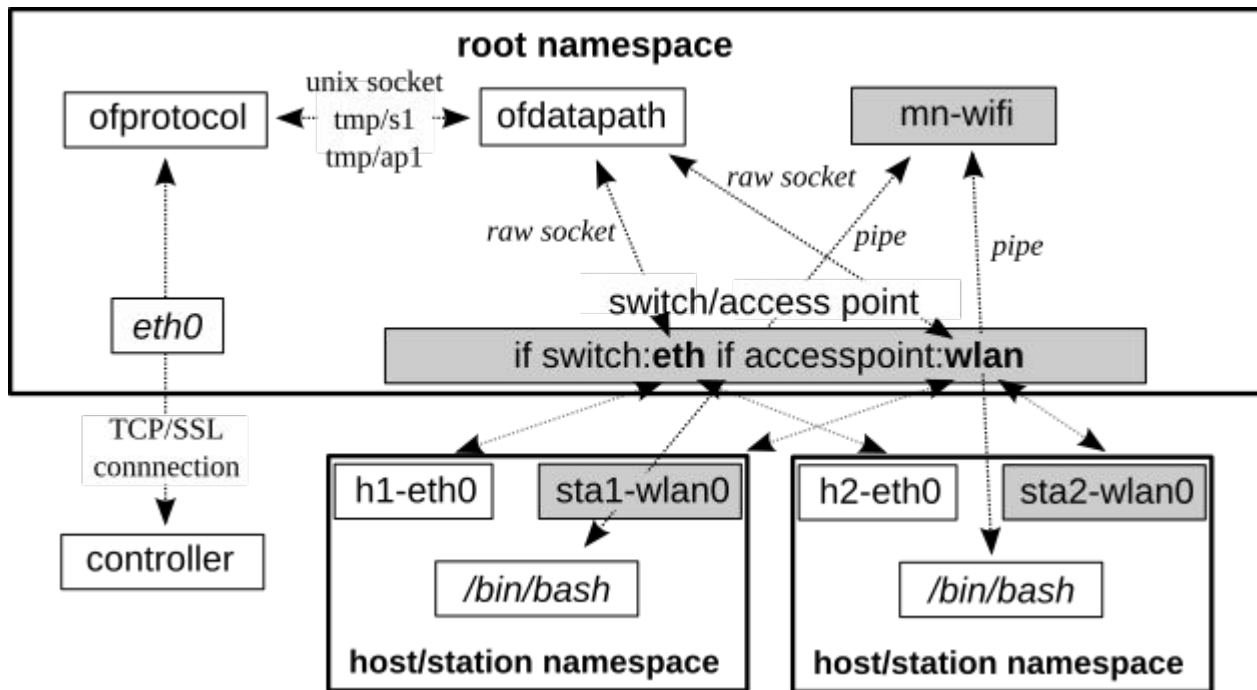 root namespace
unix socket
tmp/s1
tmp/ap1
ofprotocol
ofdatapath
mn-wifi
raw socket
raw socket
pipe
pipe
eth0
switch/access point
if switch:eth if accesspoint:wlan
TCP/SSL
connnection
controller
h1-eth0
sta1-wlan0
/bin/bash
host/station namespace
h2-eth0
sta2-wlan0
/bin/bash
host/station namespace